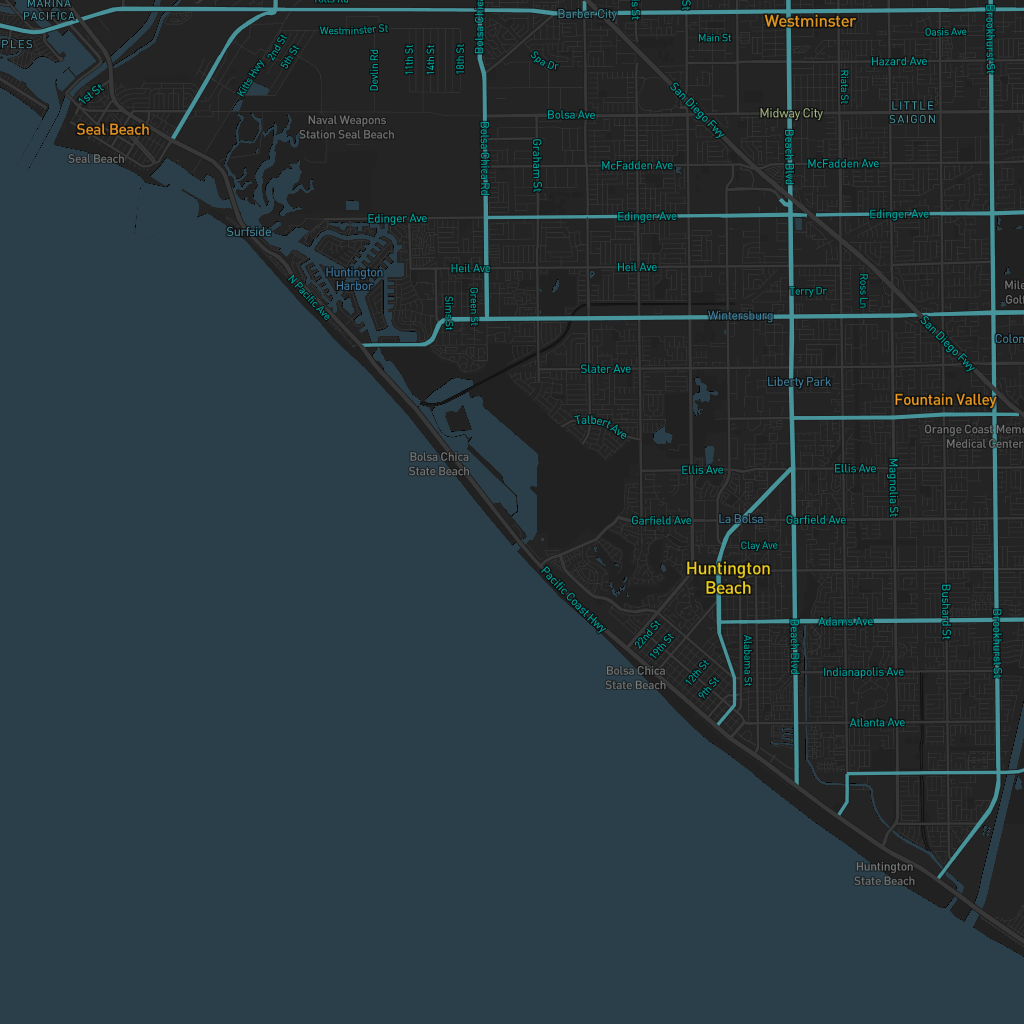 Kitts Rd
MARINA
PACIFICA
Westminster St
Barber City
Westminster
Main St
Oasis Ave
Brookhurst St
PLES
2nd St
5th St
Kitts Hwy
Devlin Rd
11th St
14th St
18th St
Spa Dr
Hazard Ave
1st St
San Diego Fwy
Riata St
LITTLE
SAIGON
Midway City
Seal Beach
Naval Weapons
Station Seal Beach
Bolsa Ave
Bolsa Chica Rd
Graham St
Beach Blvd
Seal Beach
McFadden Ave
McFadden Ave
Edinger Ave
Edinger Ave
Edinger Ave
Surfside
Huntington
Harbor
Heil Ave
Heil Ave
N Pacific Ave
Sims St
Green St
Terry Dr
Ross Ln
Mile
Golf
Wintersburg
San Diego Fwy
Colon
Slater Ave
Liberty Park
Fountain Valley
Talbert Ave
Orange Coast Memo
Medical Center
Bolsa Chica
State Beach
Ellis Ave
Ellis Ave
Magnolia St
Garfield Ave
La Bolsa
Garfield Ave
Clay Ave
Huntington
Beach
Pacific Coast Hwy
Bushard St
22nd St
19th St
Adams Ave
Alabama St
Beach Blvd
Brookhurst St
Bolsa Chica
State Beach
12th St
9th St
Indianapolis Ave
Atlanta Ave
Huntington
State Beach